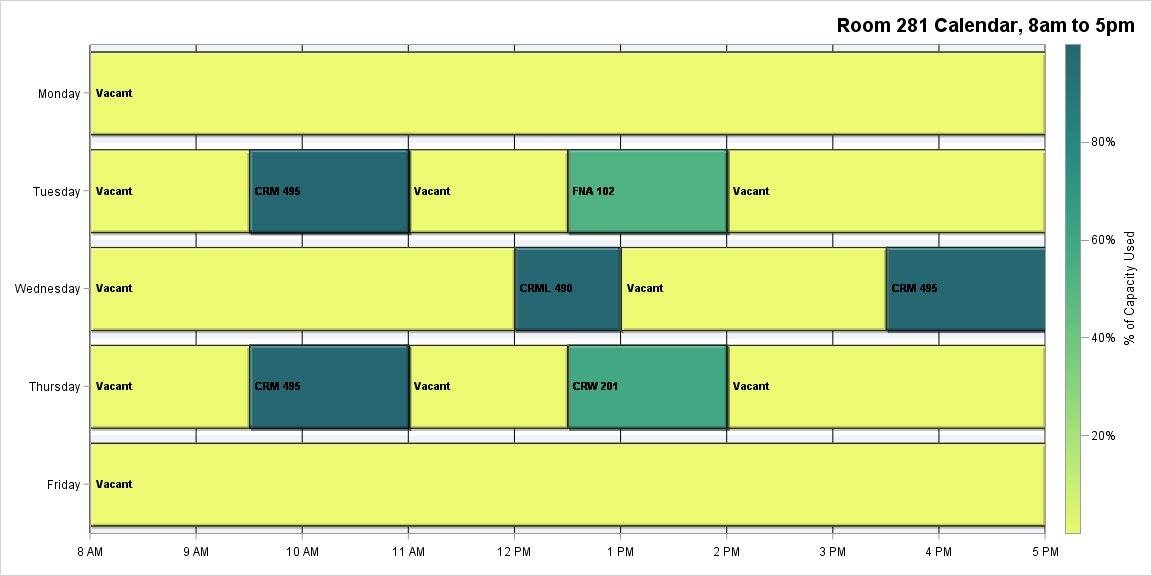 Room 281 Calendar, 8am to 5pm
Monday
Vacant
Tuesday
Vacant
CRM 495
Vacant
FNA 102
Vacant
Wednesday
Vacant
CRML 490
Vacant
CRM 495
Thursday
Vacant
CRM 495
Vacant
CRW 201
Vacant
Friday
Vacant
8 AM
9 AM
10 AM
11 AM
12 PM
1 PM
2 PM
3 PM
4 PM
5 PM
80%
60%
40%
20%
% of Capacity Used